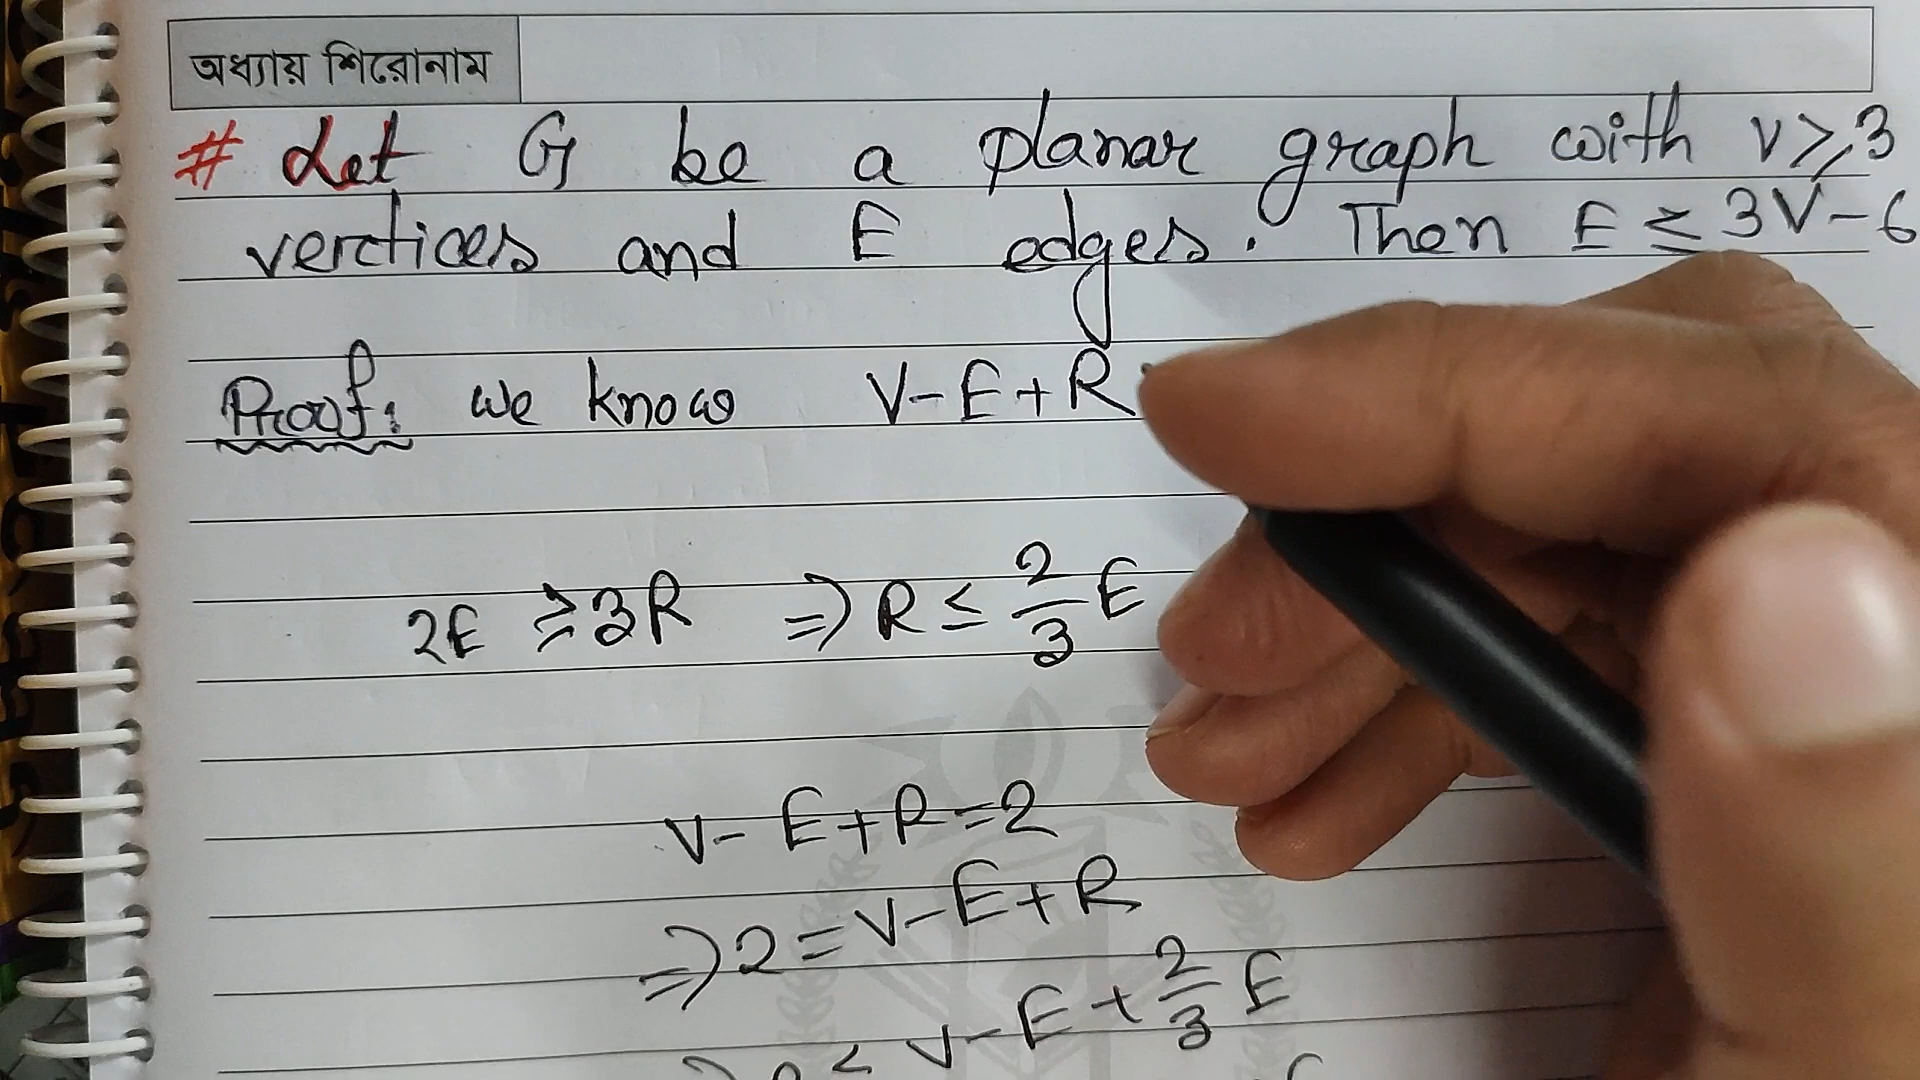 অধ্যায় শিরোনাম
# Let G be a planar graph with v ≥ 3
vertices and E edges. Then E ≤ 3V - 6
Proof: we know V - E + R
2E ≥ 3R ⇒ R ≤ 2/3 E
V - E + R = 2
⇒ 2 = V - E + R
≤ V - E + 2/3 E